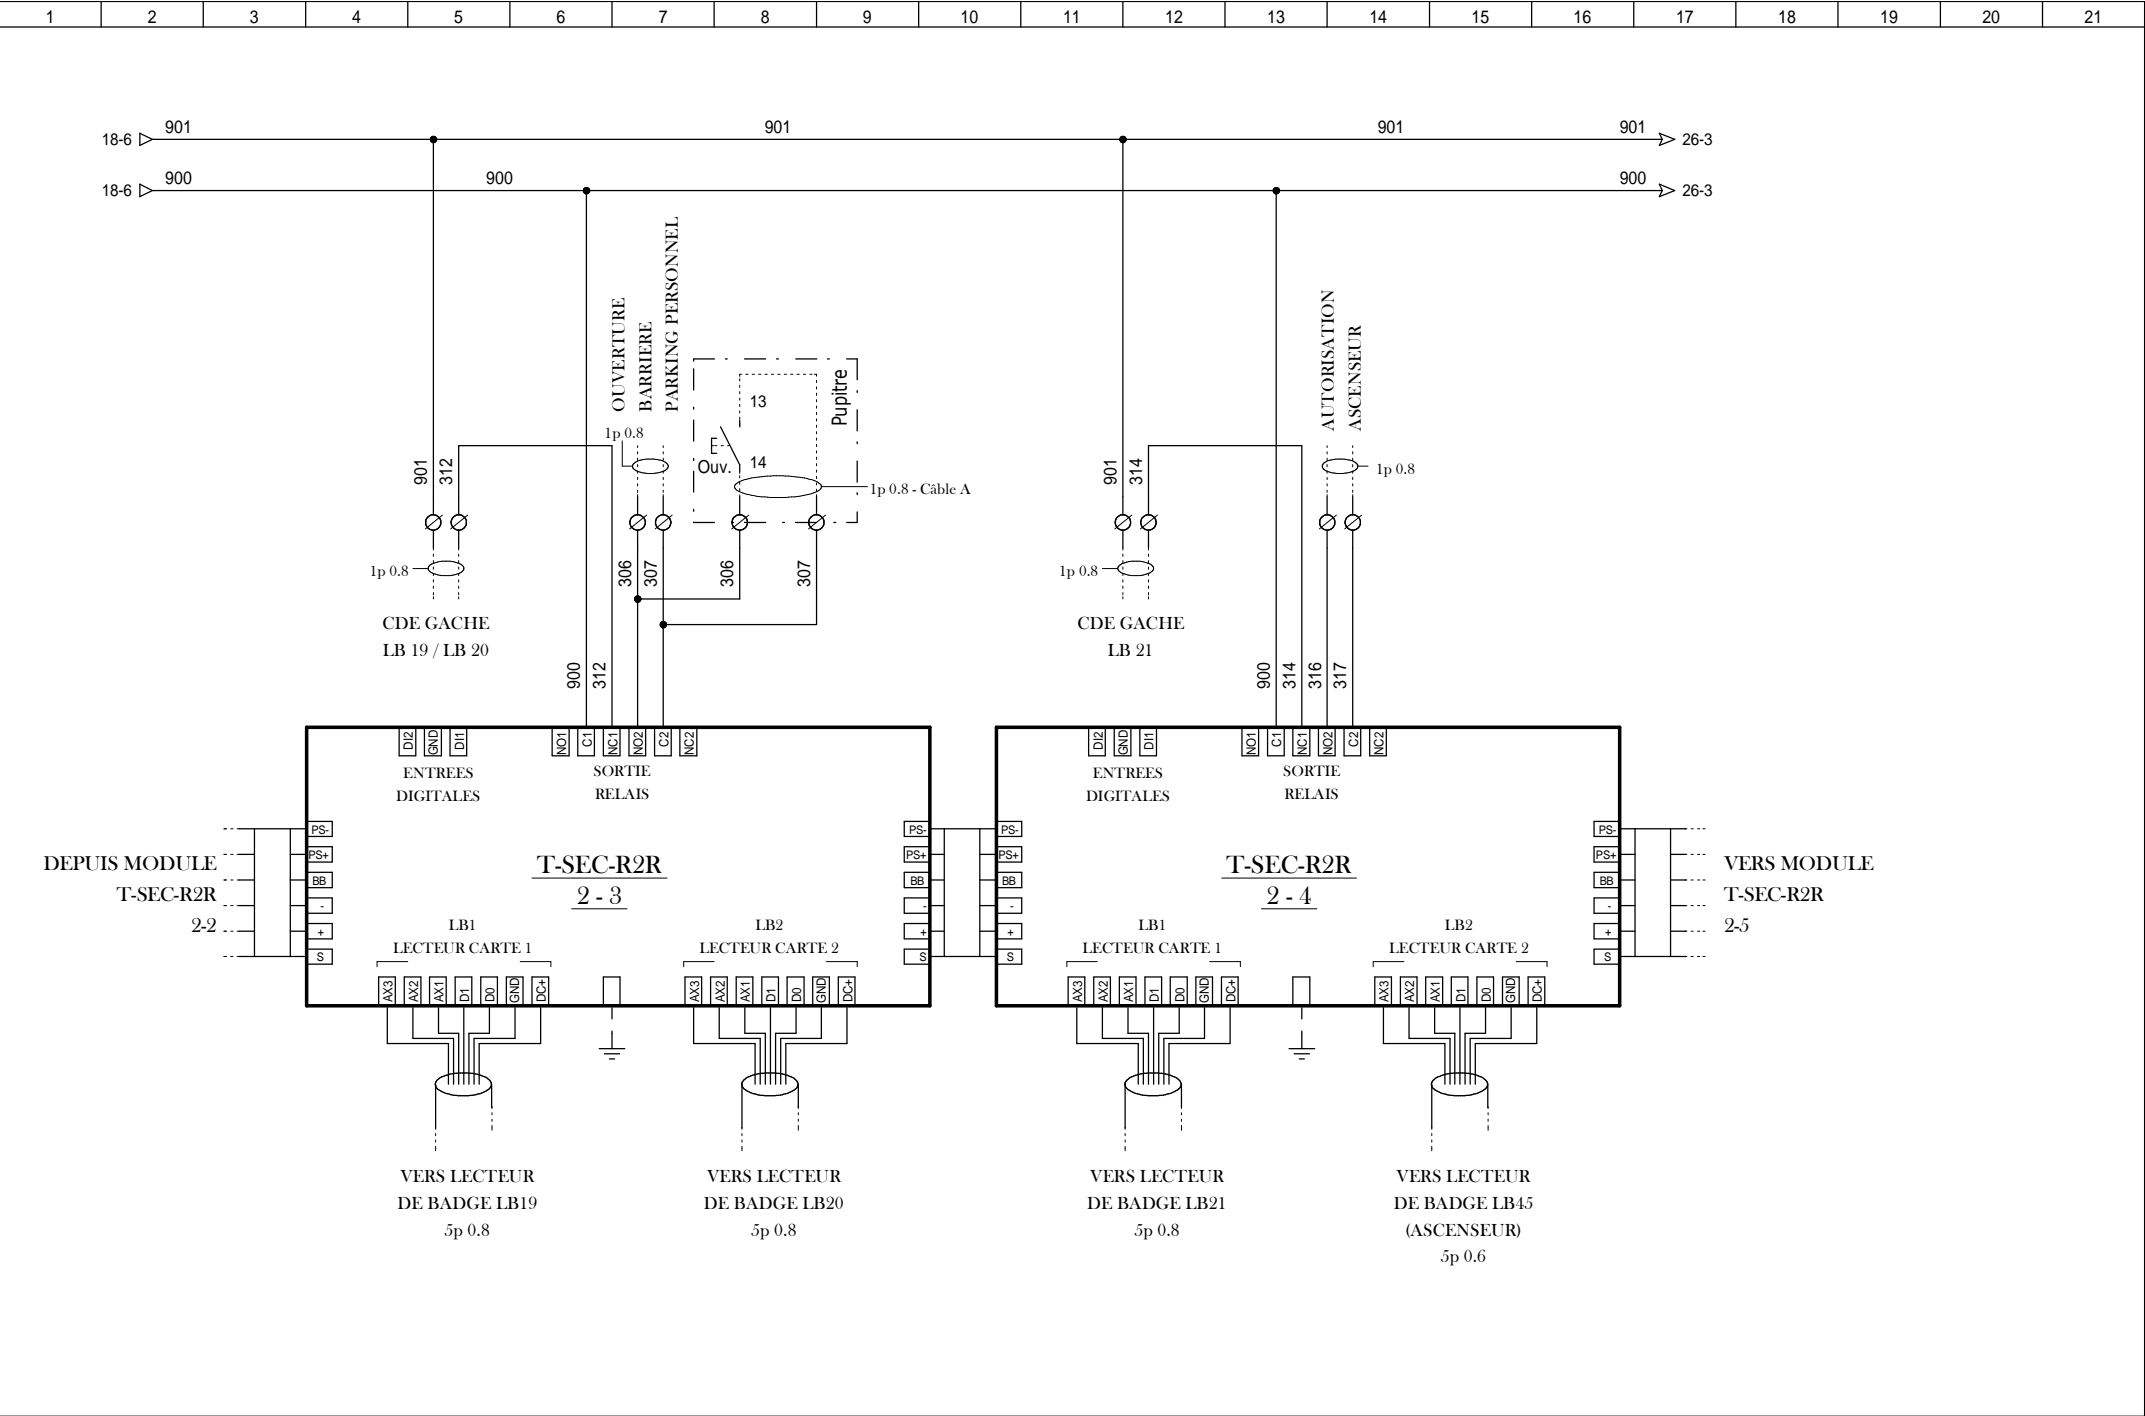 1 2 3 4 5 6 7 8 9 10 11 12 13 14 15 16 17 18 19 20 21
18-6 901 901 901 901 26-3
18-6 900 900 900 26-3
OUVERTURE
BARRIERE
PARKING PERSONNEL
1p 0.8
13
14
Ouv.
Pupitre
1p 0.8 - Câble A
AUTORISATION
ASCENSEUR
1p 0.8
901 312
901 314
1p 0.8
306 307 306 307
1p 0.8
CDE GACHE
LB 19 / LB 20
CDE GACHE
LB 21
900 312
900 314 316 317
DI2 GND DI1
NO1 C1 NC1 NO2 C2 NC2
ENTREES
DIGITALES
SORTIE
RELAIS
DI2 GND DI1
NO1 C1 NC1 NO2 C2 NC2
ENTREES
DIGITALES
SORTIE
RELAIS
DEPUIS MODULE
T-SEC-R2R
2-2
PS-
PS+
BB
-
+
S
T-SEC-R2R
2 - 3
PS-
PS+
BB
-
+
S
PS-
PS+
BB
-
+
S
T-SEC-R2R
2 - 4
PS-
PS+
BB
-
+
S
VERS MODULE
T-SEC-R2R
2-5
LB1
LECTEUR CARTE 1
LB2
LECTEUR CARTE 2
LB1
LECTEUR CARTE 1
LB2
LECTEUR CARTE 2
AX3 AX2 AX1 D1 D0 GND DC+
AX3 AX2 AX1 D1 D0 GND DC+
AX3 AX2 AX1 D1 D0 GND DC+
AX3 AX2 AX1 D1 D0 GND DC+
VERS LECTEUR
DE BADGE LB19
5p 0.8
VERS LECTEUR
DE BADGE LB20
5p 0.8
VERS LECTEUR
DE BADGE LB21
5p 0.8
VERS LECTEUR
DE BADGE LB45
(ASCENSEUR)
5p 0.6